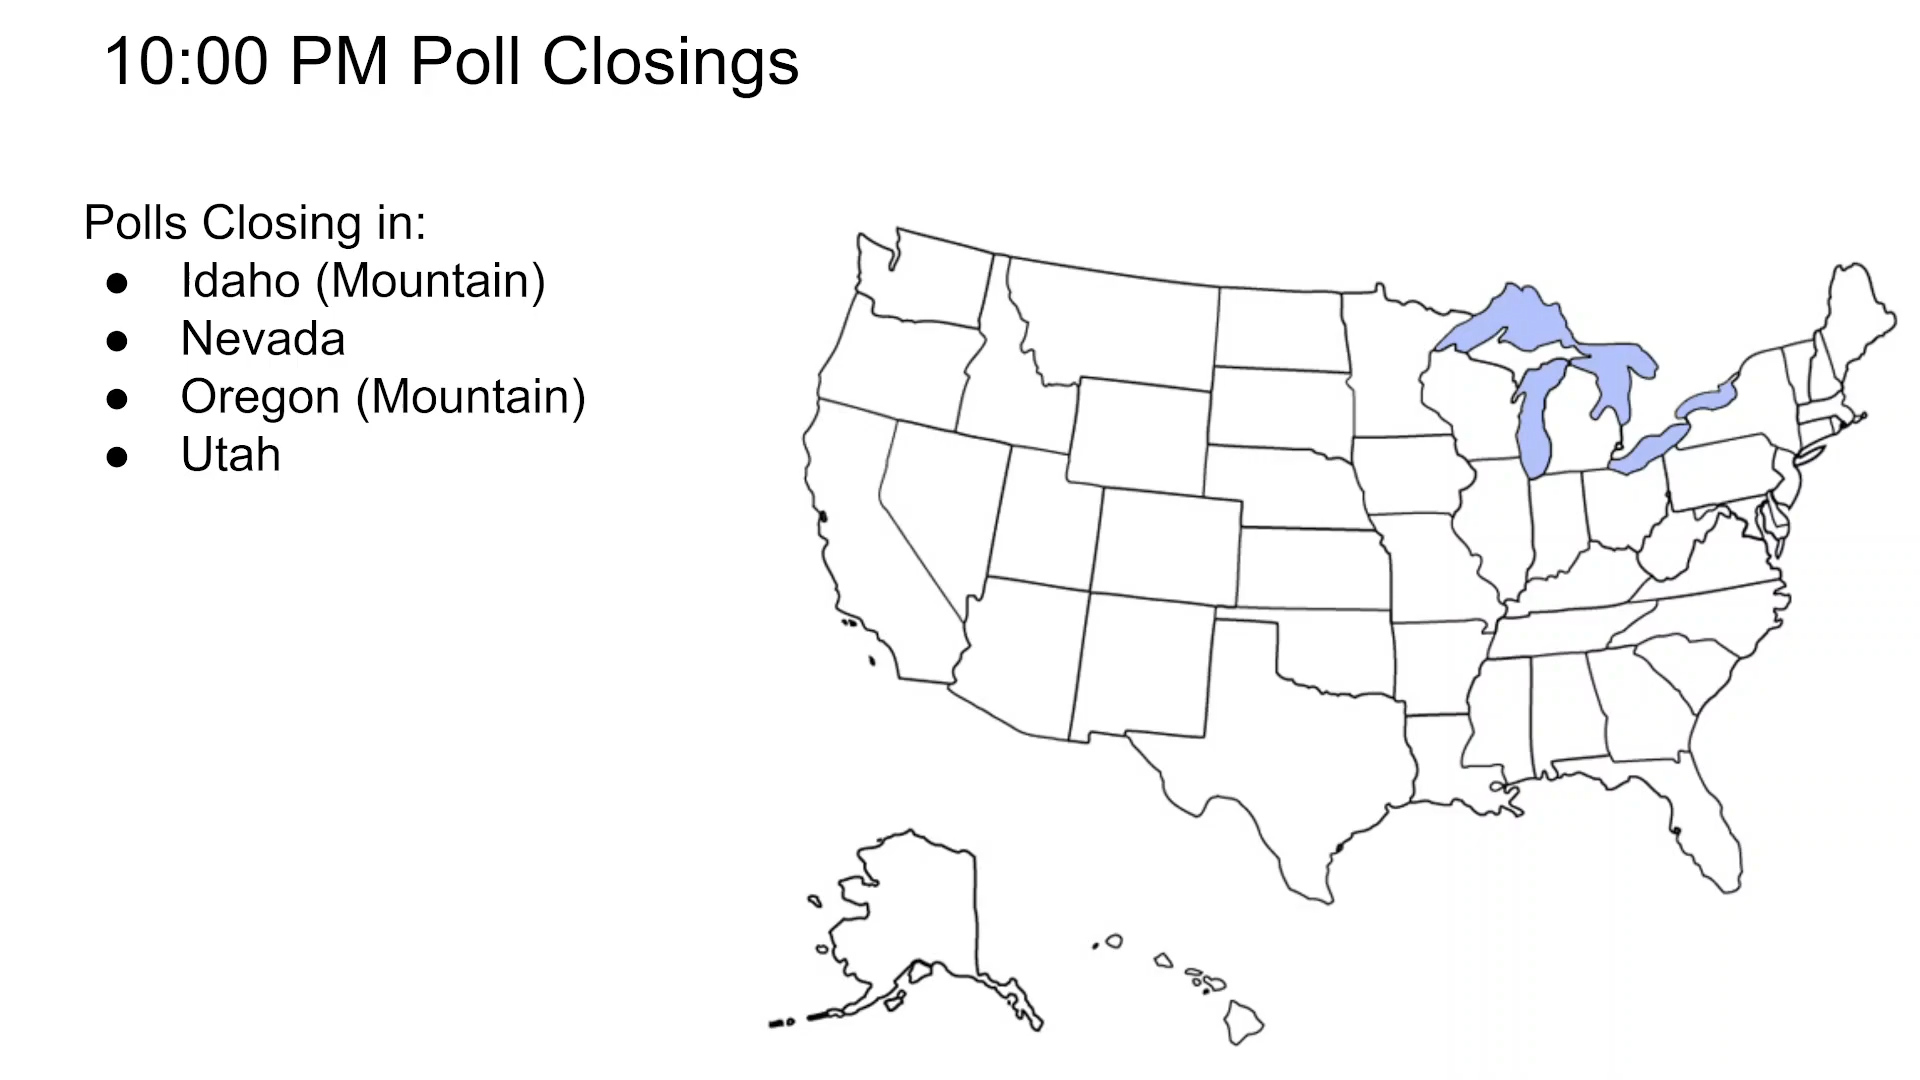 10:00 PM Poll Closings
Polls Closing in:
● Idaho (Mountain)
● Nevada
● Oregon (Mountain)
● Utah